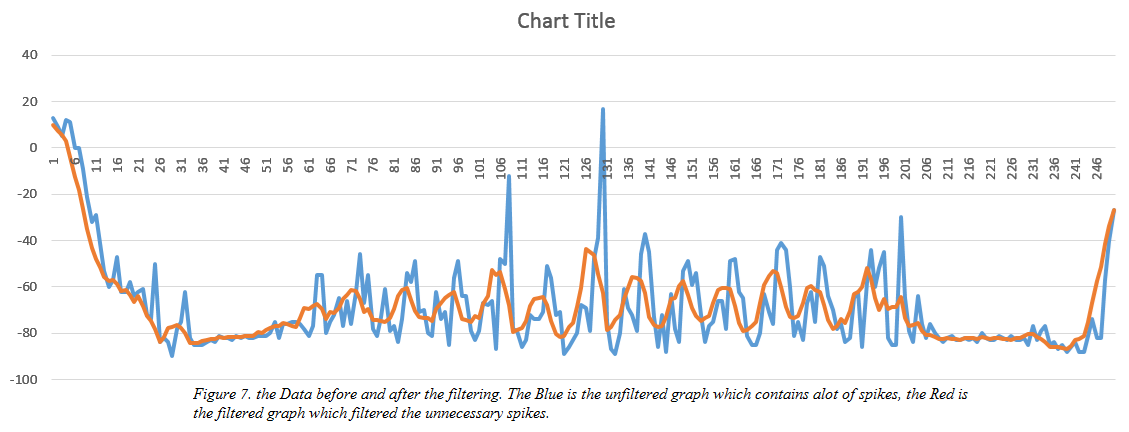 Chart Title
40
20
0
-20
-40
-60
-80
-100
1 6 11 16 21 26 31 36 41 46 51 56 61 66 71 76 81 86 91 96 101 106 111 116 121 126 131 136 141 146 151 156 161 166 171 176 181 186 191 196 201 206 211 216 221 226 231 236 241 246
Figure 7. the Data before and after the filtering. The Blue is the unfiltered graph which contains alot of spikes, the Red is
the filtered graph which filtered the unnecessary spikes.